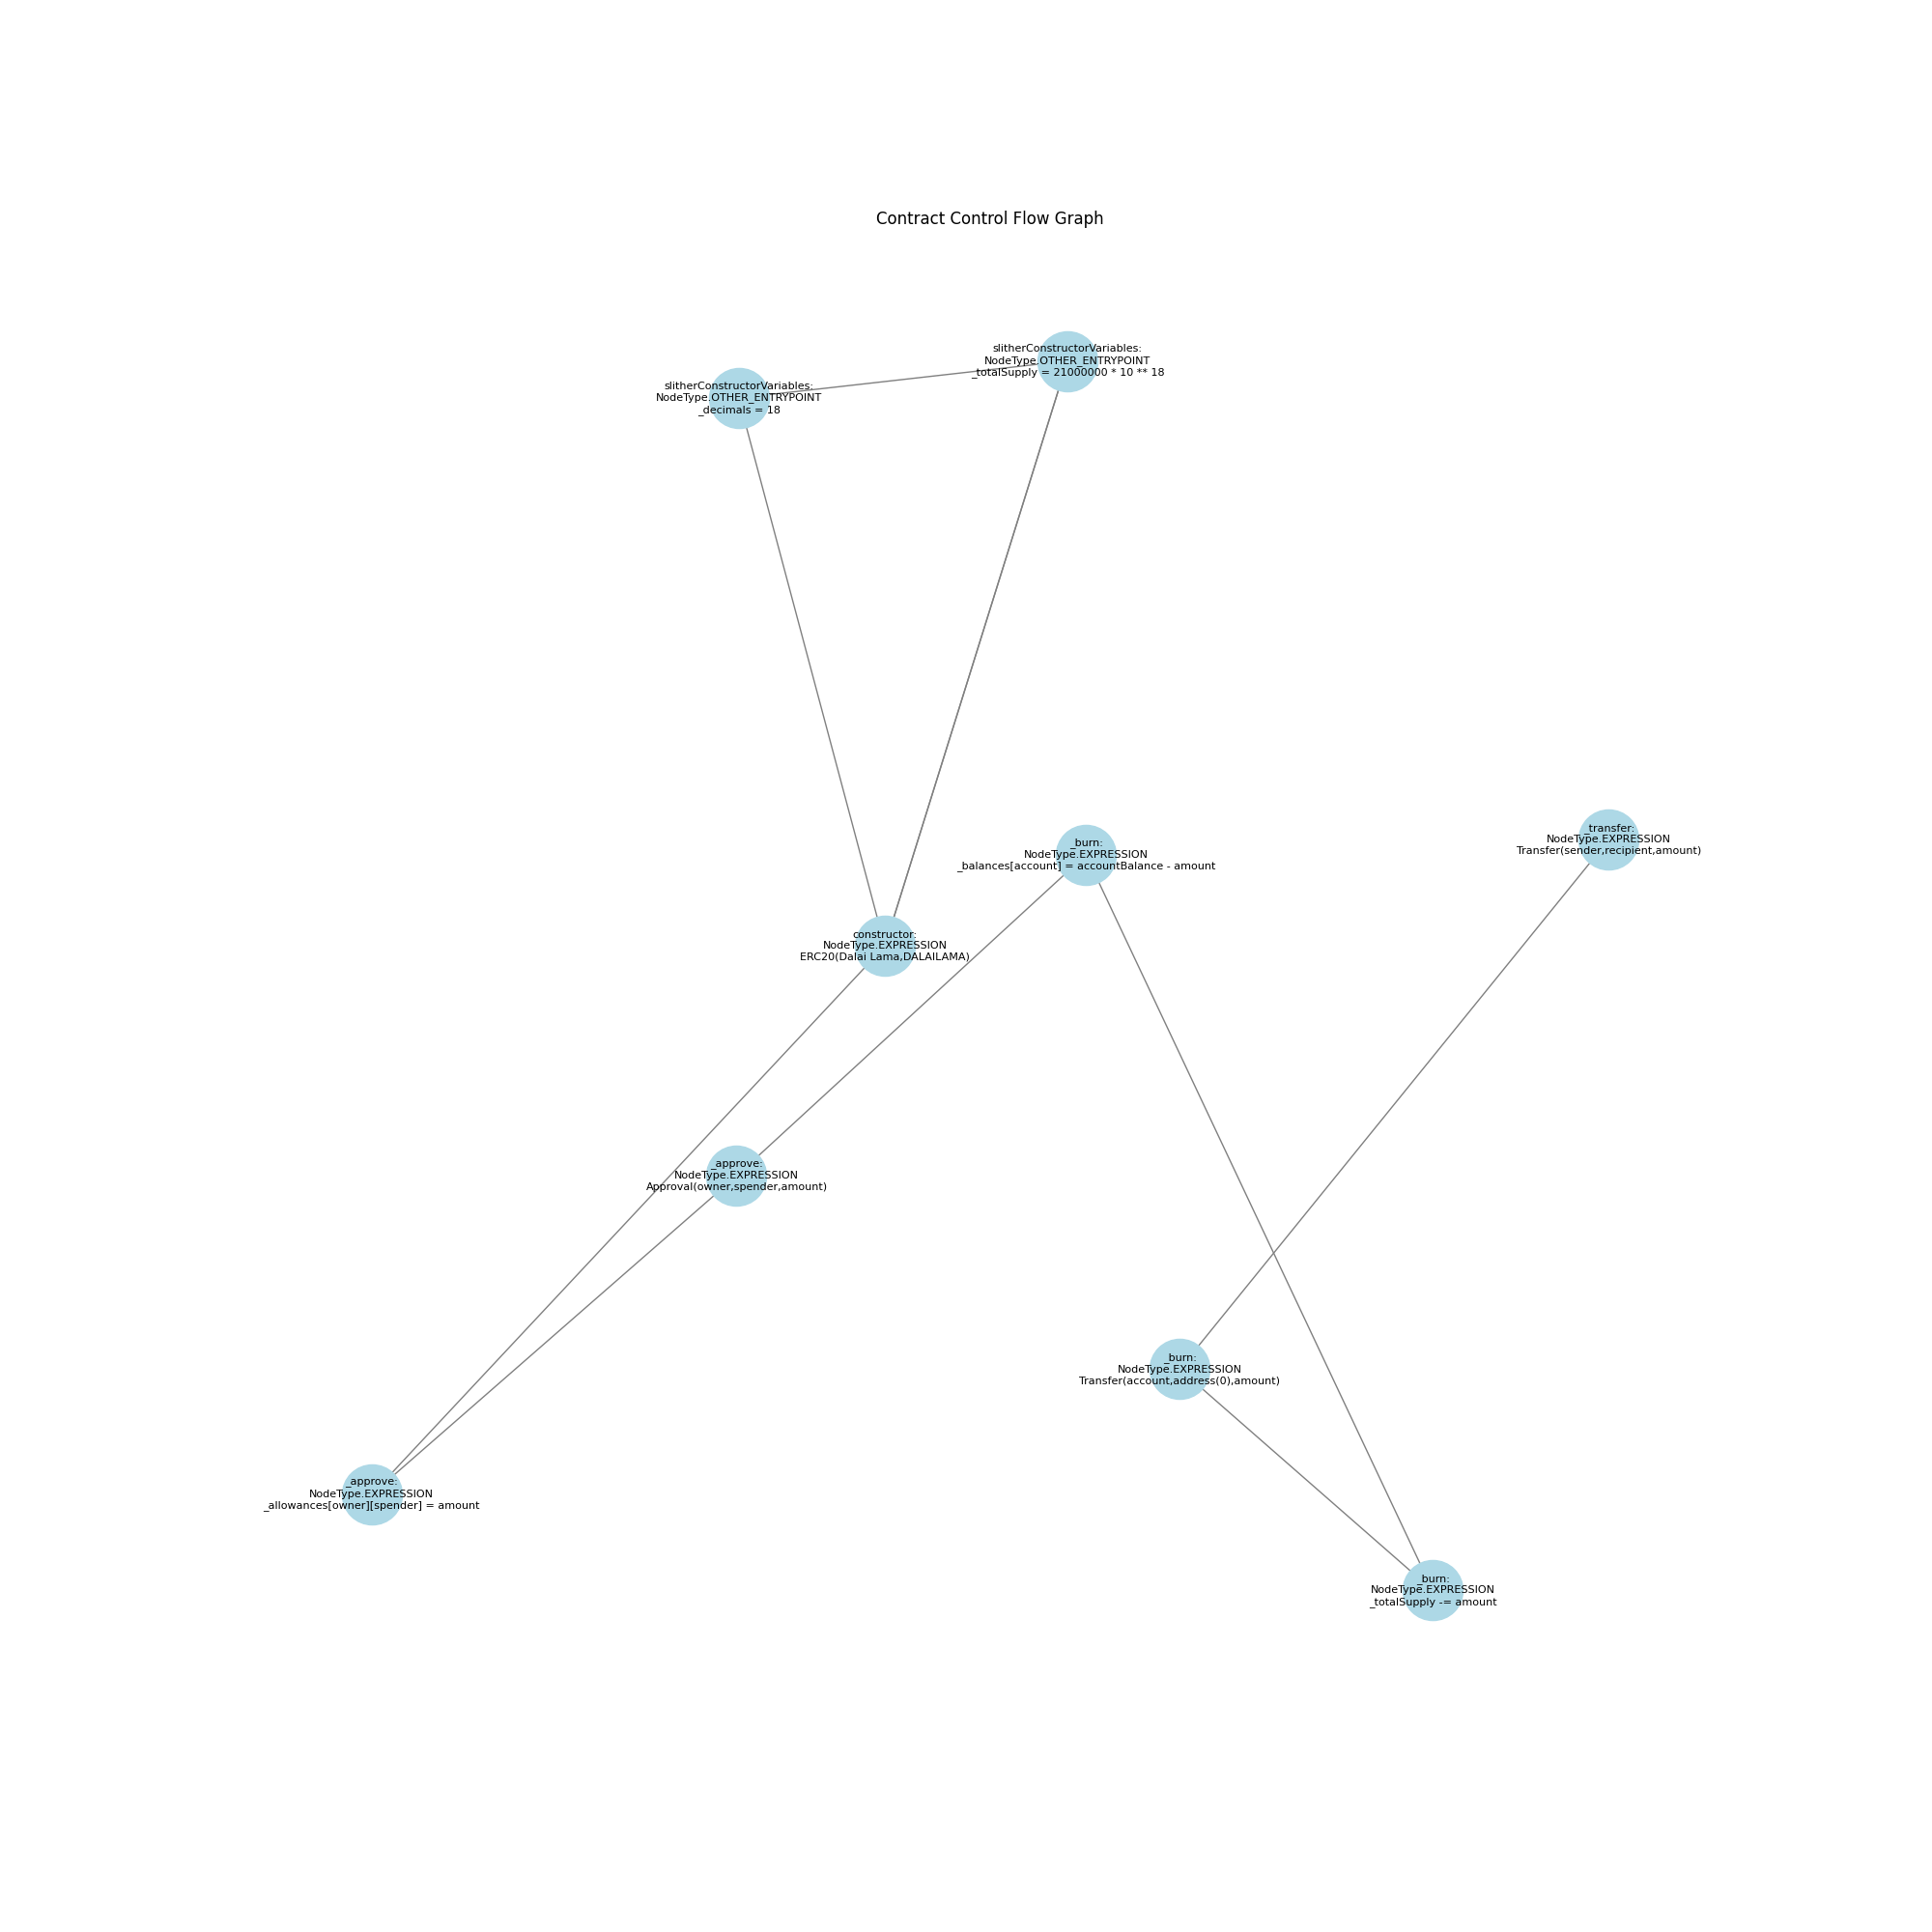 Contract Control Flow Graph
slitherConstructorVariables:
NodeType.OTHER_ENTRYPOINT
_totalSupply = 21000000 * 10 ** 18
slitherConstructorVariables:
NodeType.OTHER_ENTRYPOINT
_decimals = 18
_transfer:
NodeType.EXPRESSION
Transfer(sender,recipient,amount)
_burn:
NodeType.EXPRESSION
_balances[account] = accountBalance - amount
constructor:
NodeType.EXPRESSION
ERC20(Dalai Lama,DALAILAMA)
_approve:
NodeType.EXPRESSION
Approval(owner,spender,amount)
_burn:
NodeType.EXPRESSION
Transfer(account,address(0),amount)
_approve:
NodeType.EXPRESSION
_allowances[owner][spender] = amount
_burn:
NodeType.EXPRESSION
_totalSupply -= amount